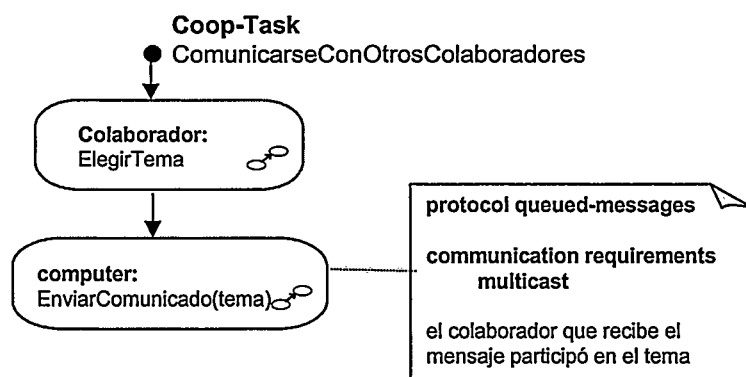 Coop-Task
ComunicarseConOtrosColaboradores
Colaborador:
ElegirTema
computer:
EnviarComunicado(tema)
protocol queued-messages
communication requirements
multicast
el colaborador que recibe el
mensaje participó en el tema